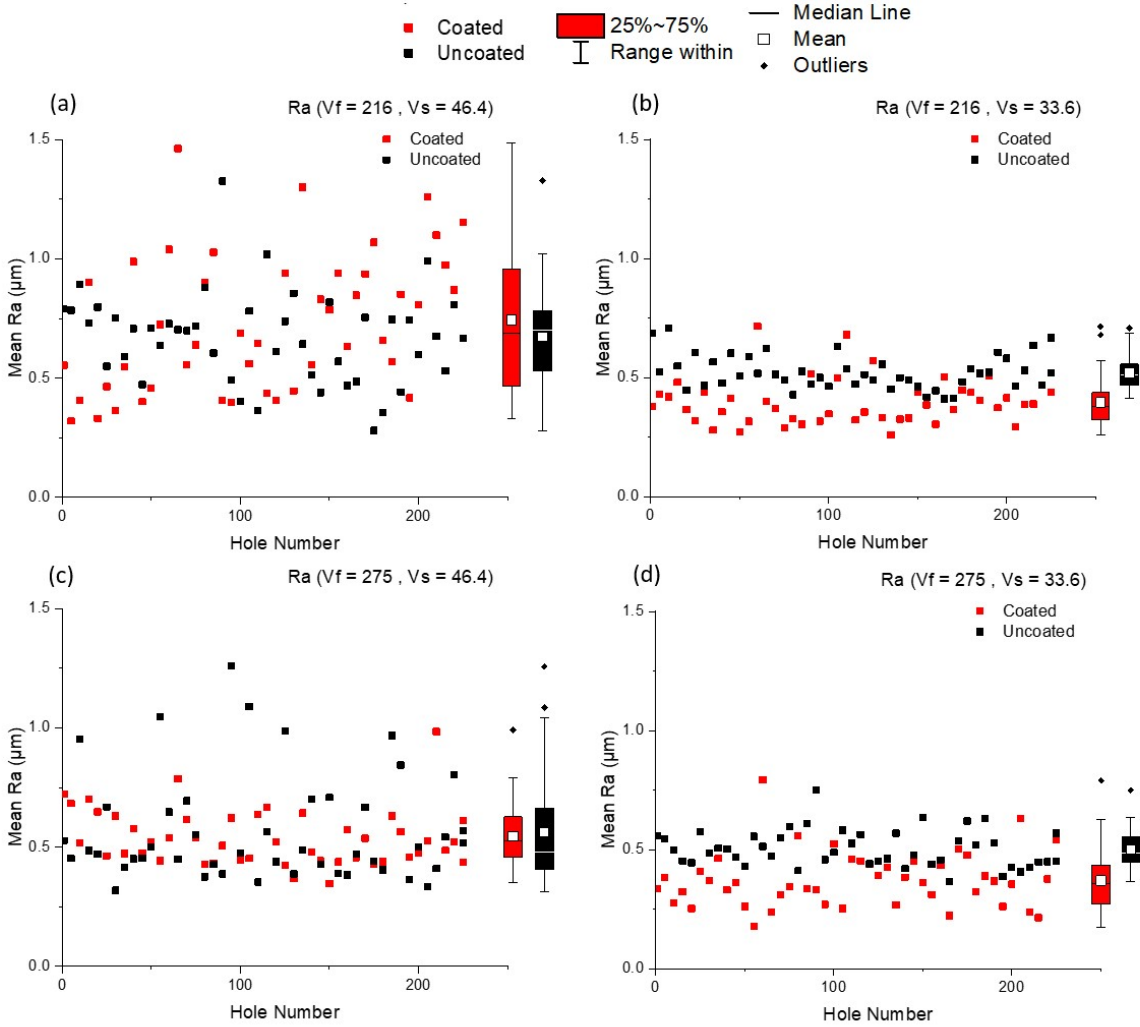 Coated
Uncoated
25%~75%
Range within
Median Line
Mean
Outliers
(a)
Ra (Vf = 216 , Vs = 46.4)
Coated
Uncoated
1.5
1.0
0.5
0.0
Mean Ra (µm)
0
100
200
Hole Number
(b)
Ra (Vf = 216 , Vs = 33.6)
Coated
Uncoated
1.5
1.0
0.5
0.0
Mean Ra (µm)
0
100
200
Hole Number
(c)
Ra (Vf = 275 , Vs = 46.4)
1.5
1.0
0.5
0.0
Mean Ra (µm)
0
100
200
Hole Number
(d)
Ra (Vf = 275 , Vs = 33.6)
Coated
Uncoated
1.5
1.0
0.5
0.0
Mean Ra (µm)
0
100
200
Hole Number